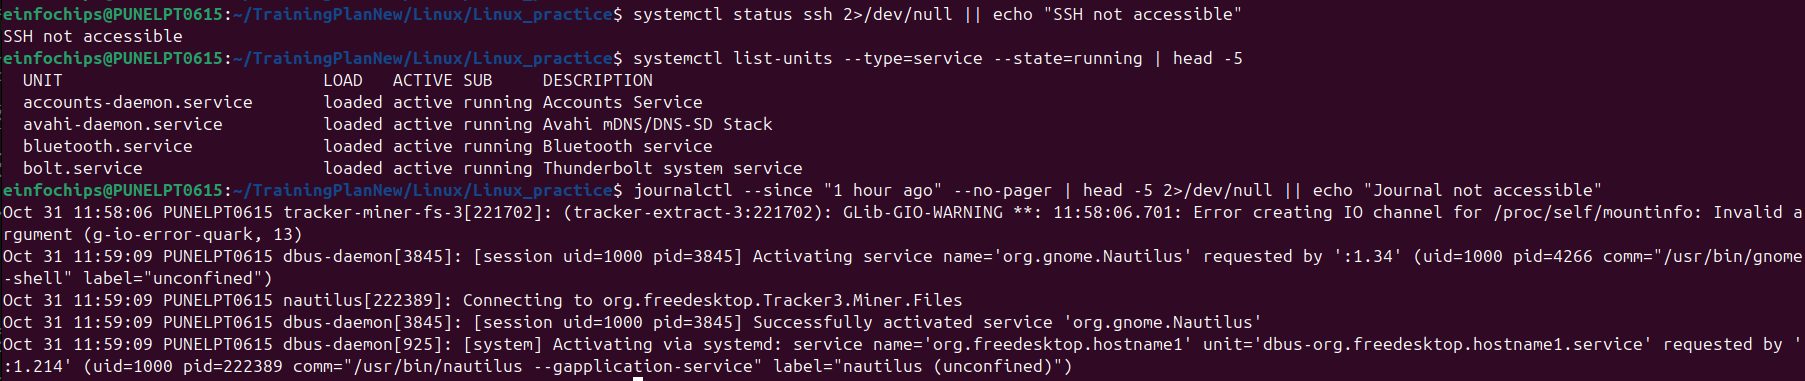 einfochips@PUNELPT0615:~/TrainingPlanNew/Linux/Linux_practice$ systemctl status ssh 2>/dev/null || echo "SSH not accessible"
SSH not accessible
einfochips@PUNELPT0615:~/TrainingPlanNew/Linux/Linux_practice$ systemctl list-units --type=service --state=running | head -5
  UNIT                        LOAD   ACTIVE SUB     DESCRIPTION
  accounts-daemon.service     loaded active running Accounts Service
  avahi-daemon.service        loaded active running Avahi mDNS/DNS-SD Stack
  bluetooth.service           loaded active running Bluetooth service
  bolt.service                loaded active running Thunderbolt system service
einfochips@PUNELPT0615:~/TrainingPlanNew/Linux/Linux_practice$ journalctl --since "1 hour ago" --no-pager | head -5 2>/dev/null || echo "Journal not accessible"
Oct 31 11:58:06 PUNELPT0615 tracker-miner-fs-3[221702]: (tracker-extract-3:221702): GLib-GIO-WARNING **: 11:58:06.701: Error creating IO channel for /proc/self/mountinfo: Invalid a
rgument (g-io-error-quark, 13)
Oct 31 11:59:09 PUNELPT0615 dbus-daemon[3845]: [session uid=1000 pid=3845] Activating service name='org.gnome.Nautilus' requested by ':1.34' (uid=1000 pid=4266 comm="/usr/bin/gnome
-shell" label="unconfined")
Oct 31 11:59:09 PUNELPT0615 nautilus[222389]: Connecting to org.freedesktop.Tracker3.Miner.Files
Oct 31 11:59:09 PUNELPT0615 dbus-daemon[3845]: [session uid=1000 pid=3845] Successfully activated service 'org.gnome.Nautilus'
Oct 31 11:59:09 PUNELPT0615 dbus-daemon[925]: [system] Activating via systemd: service name='org.freedesktop.hostname1' unit='dbus-org.freedesktop.hostname1.service' requested by '
:1.214' (uid=1000 pid=222389 comm="/usr/bin/nautilus --gapplication-service" label="nautilus (unconfined)")